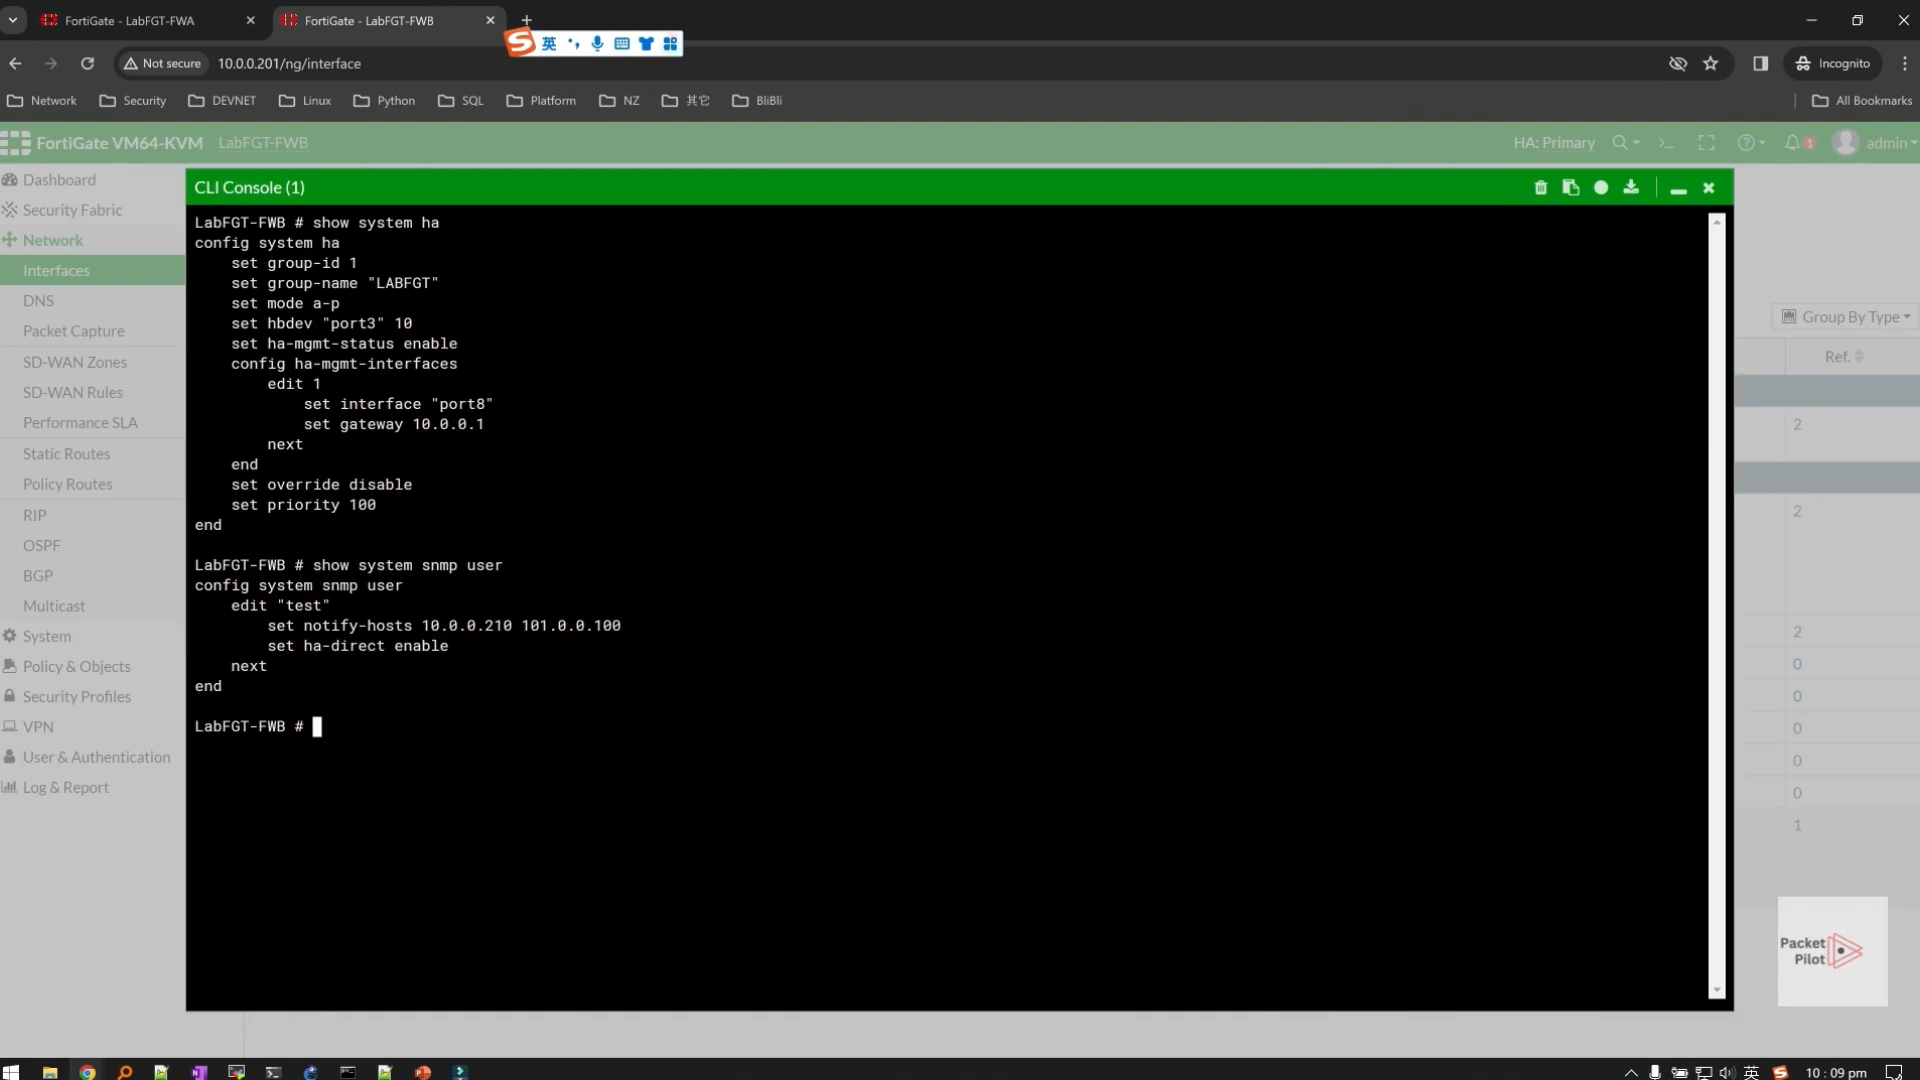 FortiGate - LabFGT-FWA
FortiGate - LabFGT-FWB
英
Not secure
10.0.0.201/ng/interface
Incognito
Network
Security
DEVNET
Linux
Python
SQL
Platform
NZ
其它
BliBli
All Bookmarks
FortiGate VM64-KVM
LabFGT-FWB
HA: Primary
1
admin
Dashboard
Security Fabric
Network
Interfaces
DNS
Packet Capture
SD-WAN Zones
SD-WAN Rules
Performance SLA
Static Routes
Policy Routes
RIP
OSPF
BGP
Multicast
System
Policy & Objects
Security Profiles
VPN
User & Authentication
Log & Report
CLI Console (1)
LabFGT-FWB # show system ha
config system ha
set group-id 1
set group-name "LABFGT"
set mode a-p
set hbdev "port3" 10
set ha-mgmt-status enable
config ha-mgmt-interfaces
edit 1
set interface "port8"
set gateway 10.0.0.1
next
end
set override disable
set priority 100
end
LabFGT-FWB # show system snmp user
config system snmp user
edit "test"
set notify-hosts 10.0.0.210 101.0.0.100
set ha-direct enable
next
end
LabFGT-FWB #
Group By Type
Ref.
2
2
2
0
0
0
0
0
1
Packet
Pilot
英
10:09 pm